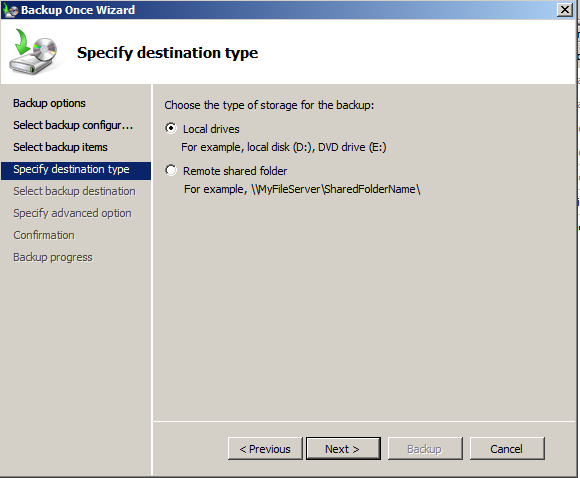 Backup Once Wizard
Specify destination type
Backup options
Select backup configur...
Select backup items
Specify destination type
Select backup destination
Specify advanced option
Confirmation
Backup progress
Choose the type of storage for the backup:
Local drives
For example, local disk (D:), DVD drive (E:)
Remote shared folder
For example, \\MyFileServer\SharedFolderName\
< Previous
Next >
Backup
Cancel